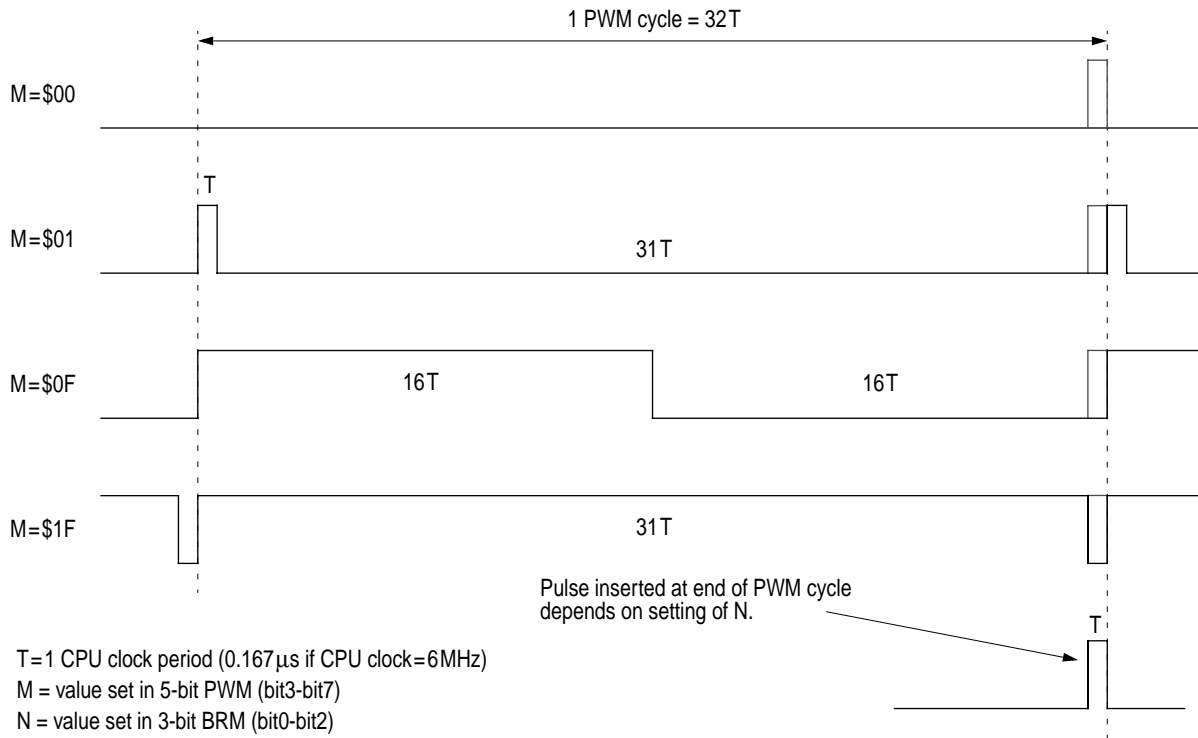 1 PWM cycle = 32T
M=$00
T
M=$01
31T
M=$0F
16T
16T
M=$1F
31T
Pulse inserted at end of PWM cycle
depends on setting of N.
T
T=1 CPU clock period (0.167μs if CPU clock=6MHz)
M = value set in 5-bit PWM (bit3-bit7)
N = value set in 3-bit BRM (bit0-bit2)